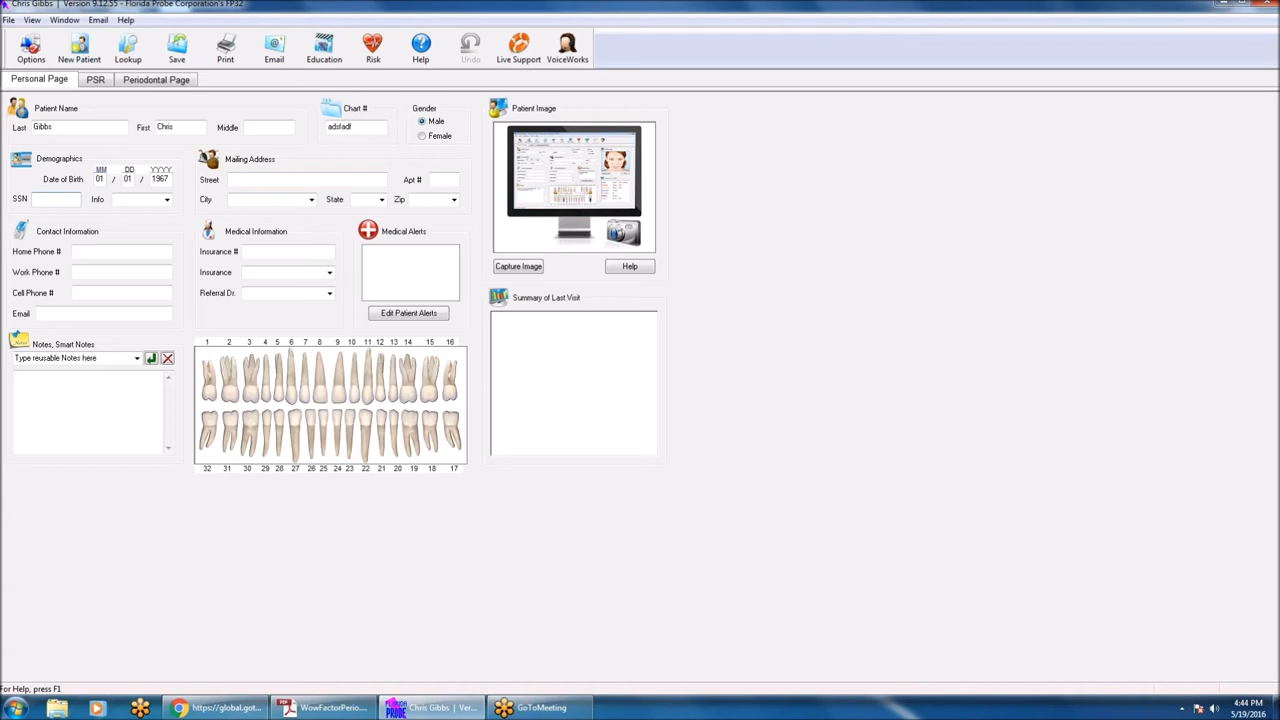 Chris Gibbs | Version 9.12.55 - Florida Probe Corporation's FP32
File View Window Email Help
Options New Patient Lookup Save Print Email Education Risk Help Undo Live Support VoiceWorks
Personal Page PSR Periodontal Page
Patient Name Chart # Gender Patient Image
Last Gibbs First Chris Middle adsfadf Male
Female
Demographics Mailing Address
MM DD YYYY
Date of Birth 01 / 01 / 1967 Street Apt #
SSN Info City State Zip
Contact Information Medical Information Medical Alerts
Home Phone # Insurance #
Capture Image Help
Work Phone # Insurance
Cell Phone # Referral Dr.
Summary of Last Visit
Email Edit Patient Alerts
Notes, Smart Notes
1 2 3 4 5 6 7 8 9 10 11 12 13 14 15 16
Type reusable Notes here
32 31 30 29 28 27 26 25 24 23 22 21 20 19 18 17
For Help, press F1
https://global.got... PDF WowFactorPerio.... FLORIDA PROBE Chris Gibbs | Ver... GoToMeeting
4:44 PM
5/19/2016